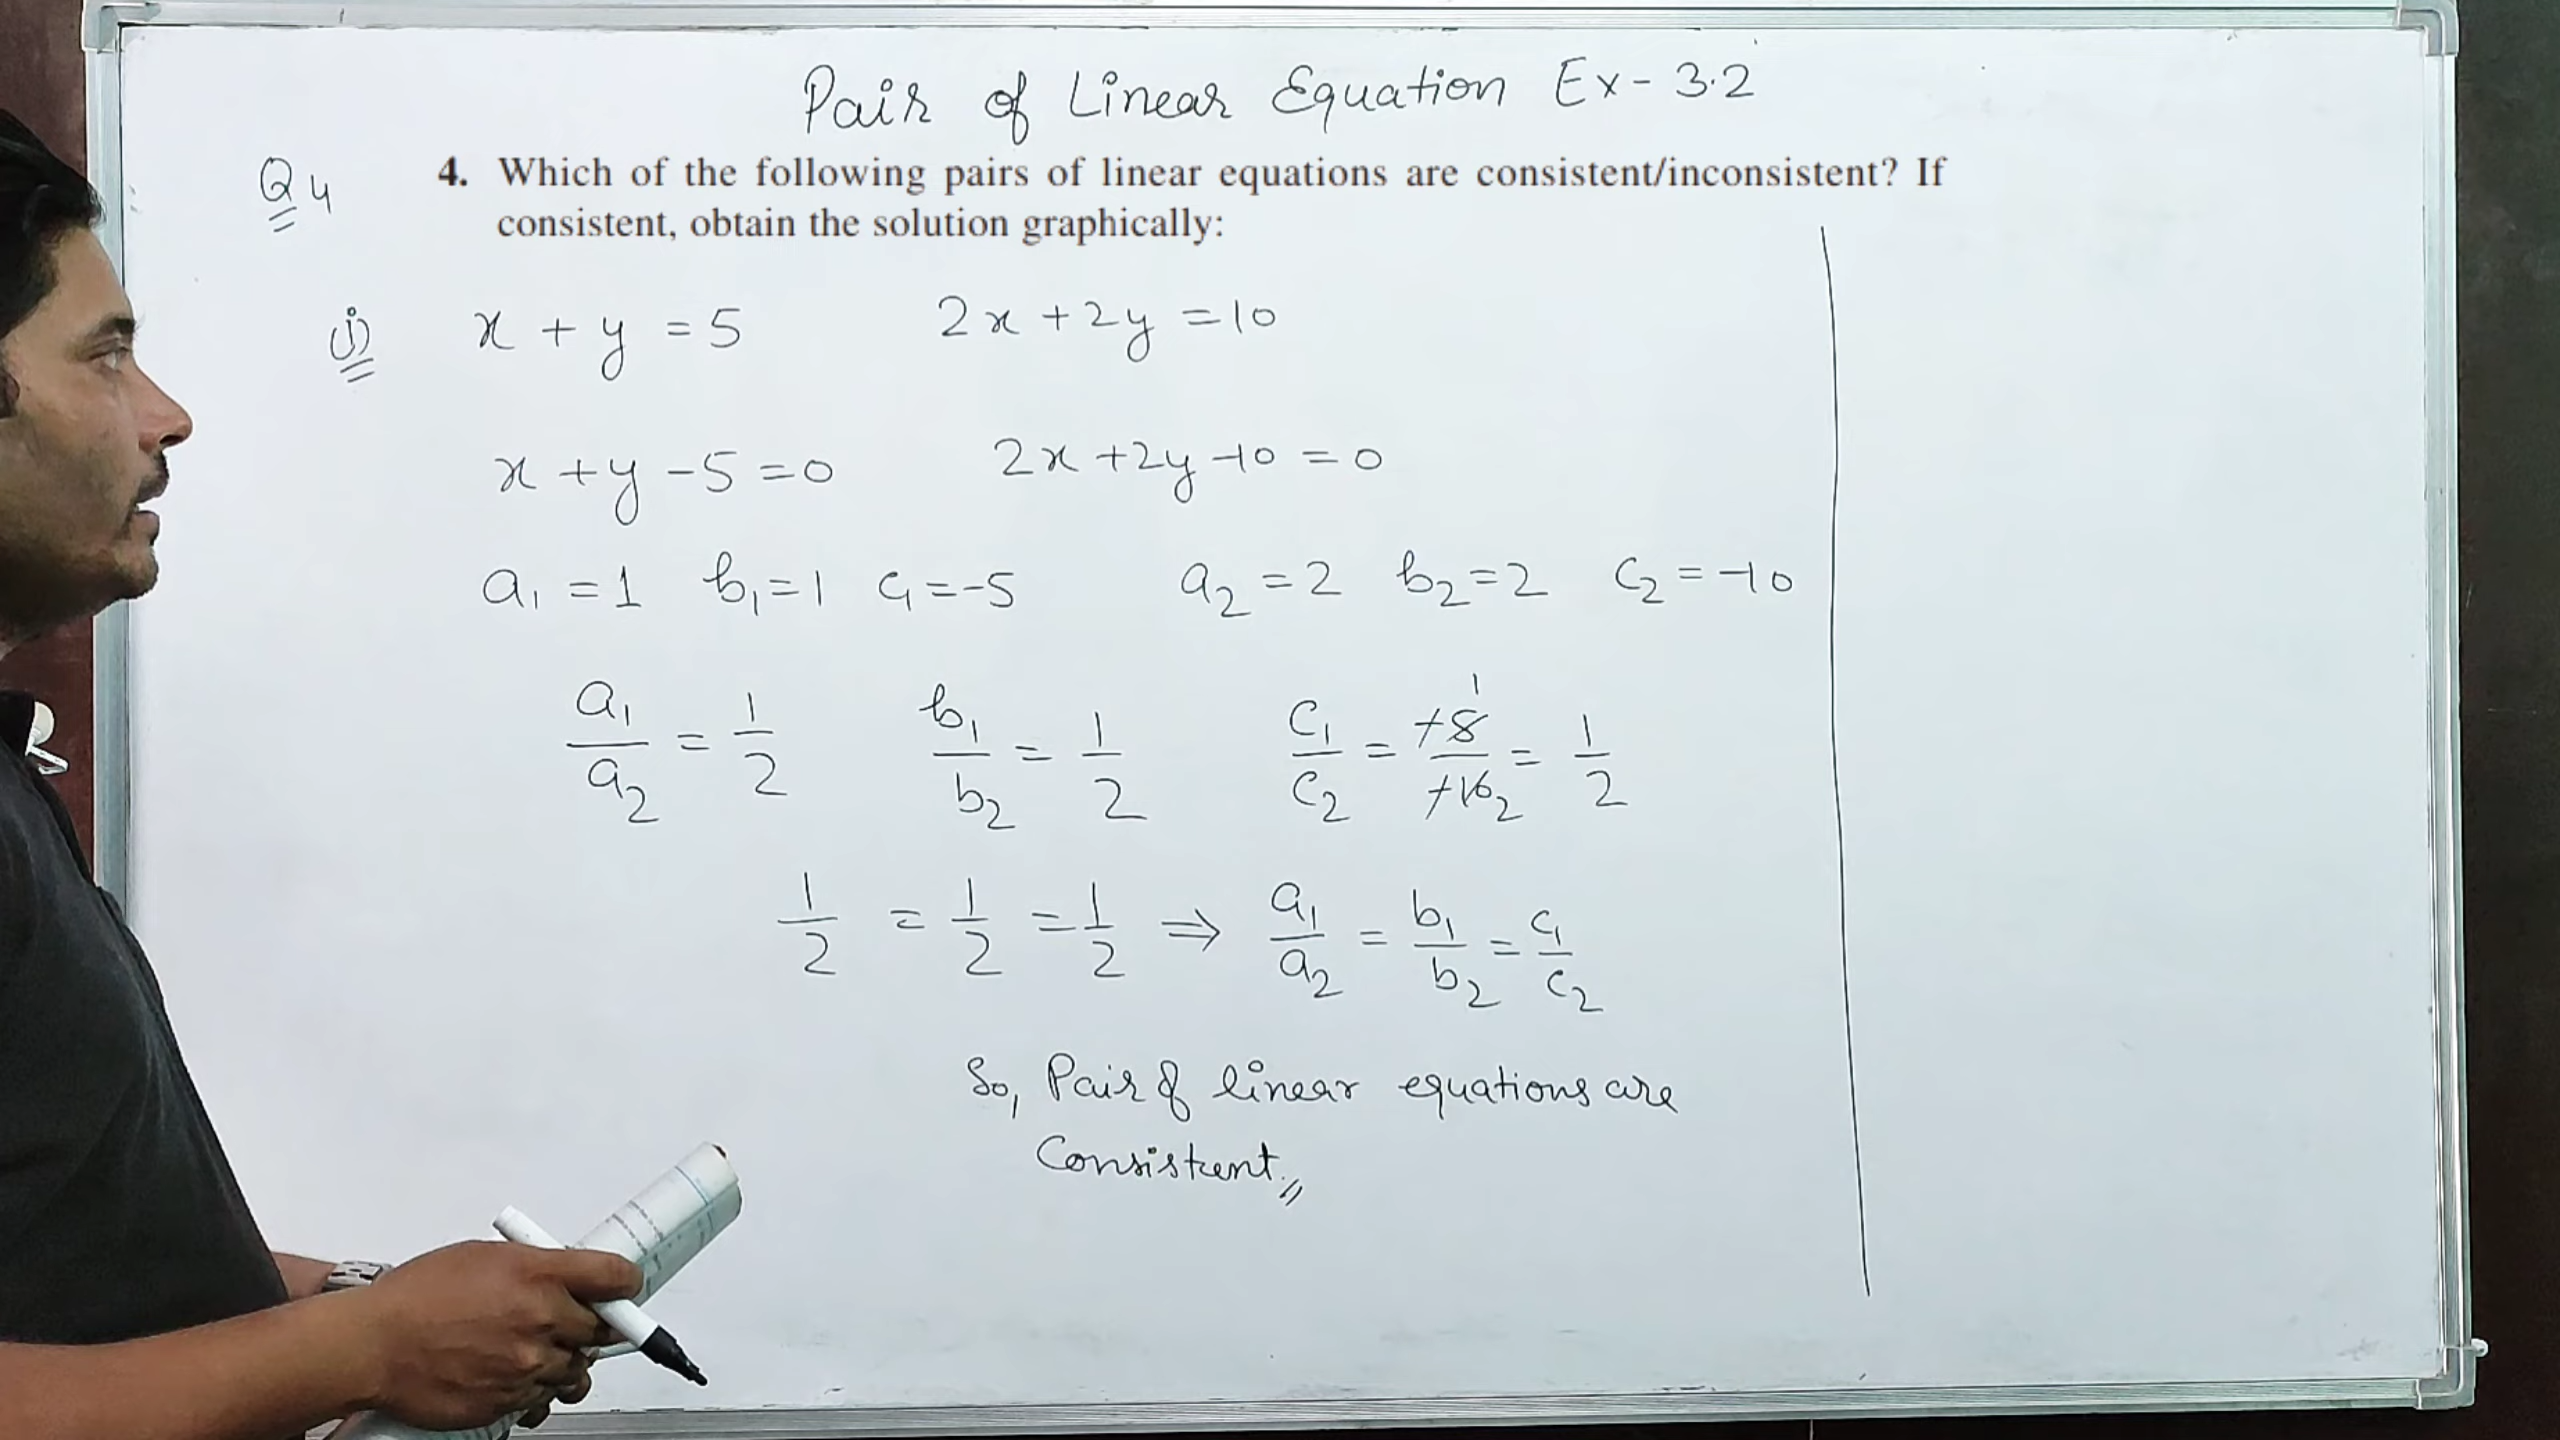 Pair of Linear Equation Ex - 3.2
Q 4
4. Which of the following pairs of linear equations are consistent/inconsistent? If
consistent, obtain the solution graphically:
(i) x + y = 5 2x + 2y = 10
x + y - 5 = 0 2x + 2y - 10 = 0
a₁ = 1 b₁ = 1 c₁ = -5 a₂ = 2 b₂ = 2 c₂ = -10
a₁/a₂ = 1/2 b₁/b₂ = 1/2 c₁/c₂ = -5/-10 = 1/2
1/2 = 1/2 = 1/2 ⇒ a₁/a₂ = b₁/b₂ = c₁/c₂
So, Pair of linear equations are
Consistent.